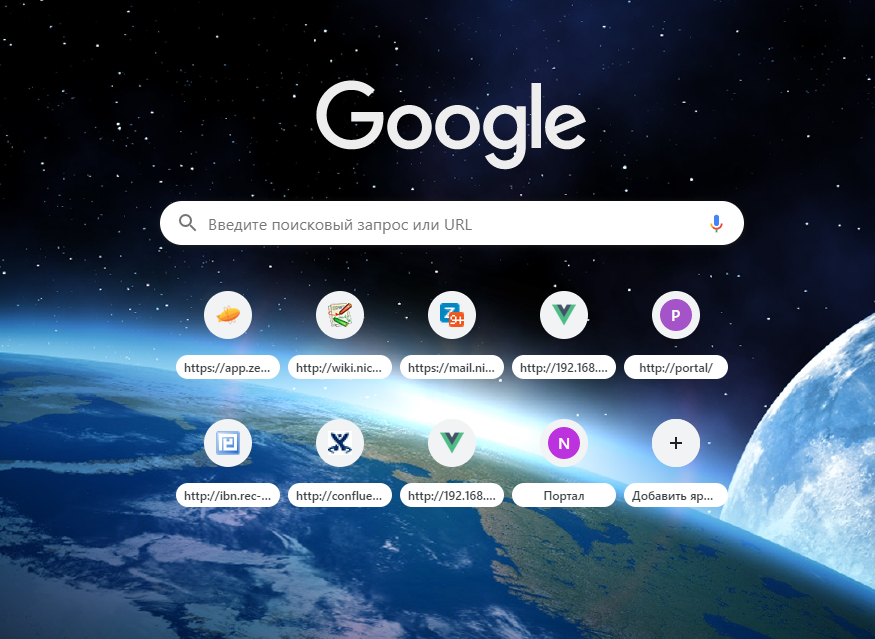 Google
Введите поисковый запрос или URL
9+
P
https://app.ze...
http://wiki.nic...
https://mail.ni...
http://192.168....
http://portal/
N
http://ibn.rec-...
http://conflue...
http://192.168....
Портал
Добавить яр...